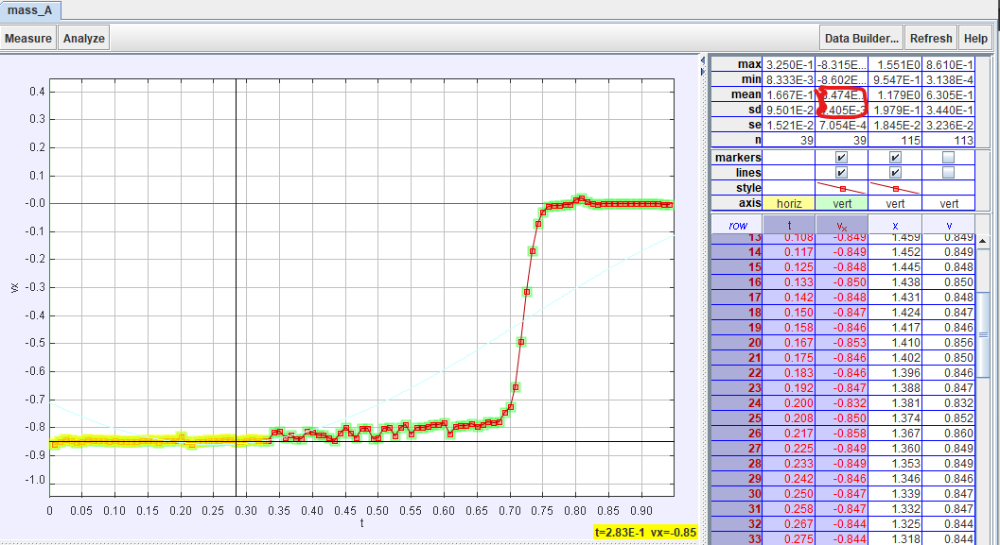 mass_A
Measure Analyze Data Builder... Refresh Help
max 3.250E-1 -8.315E... 1.551E0 8.610E-1
min 8.333E-3 -8.602E... 9.547E-1 3.138E-4
mean 1.667E-1 .474E... 1.179E0 6.305E-1
sd 9.501E-2 .405E-3 1.979E-1 3.440E-1
se 1.521E-2 7.054E-4 1.845E-2 3.236E-2
n 39 39 115 113
markers
lines
style
axis horiz vert vert vert
row t vx x v
13 0.108 -0.849 1.459 0.849
14 0.117 -0.849 1.452 0.849
15 0.125 -0.848 1.445 0.848
16 0.133 -0.850 1.438 0.850
17 0.142 -0.848 1.431 0.848
18 0.150 -0.847 1.424 0.847
19 0.158 -0.846 1.417 0.846
20 0.167 -0.853 1.410 0.856
21 0.175 -0.846 1.402 0.850
22 0.183 -0.846 1.396 0.846
23 0.192 -0.847 1.388 0.847
24 0.200 -0.832 1.381 0.832
25 0.208 -0.850 1.374 0.852
26 0.217 -0.858 1.367 0.860
27 0.225 -0.849 1.360 0.849
28 0.233 -0.849 1.353 0.849
29 0.242 -0.846 1.346 0.849
30 0.250 -0.847 1.339 0.847
31 0.258 -0.847 1.332 0.847
32 0.267 -0.844 1.325 0.844
33 0.275 -0.844 1.318 0.844
0.4
0.3
0.2
0.1
-0.0
-0.1
-0.2
-0.3
-0.4
-0.5
-0.6
-0.7
-0.8
-0.9
-1.0
vx
0 0.05 0.10 0.15 0.20 0.25 0.30 0.35 0.40 0.45 0.50 0.55 0.60 0.65 0.70 0.75 0.80 0.85 0.90
t
t=2.83E-1 vx=-0.85